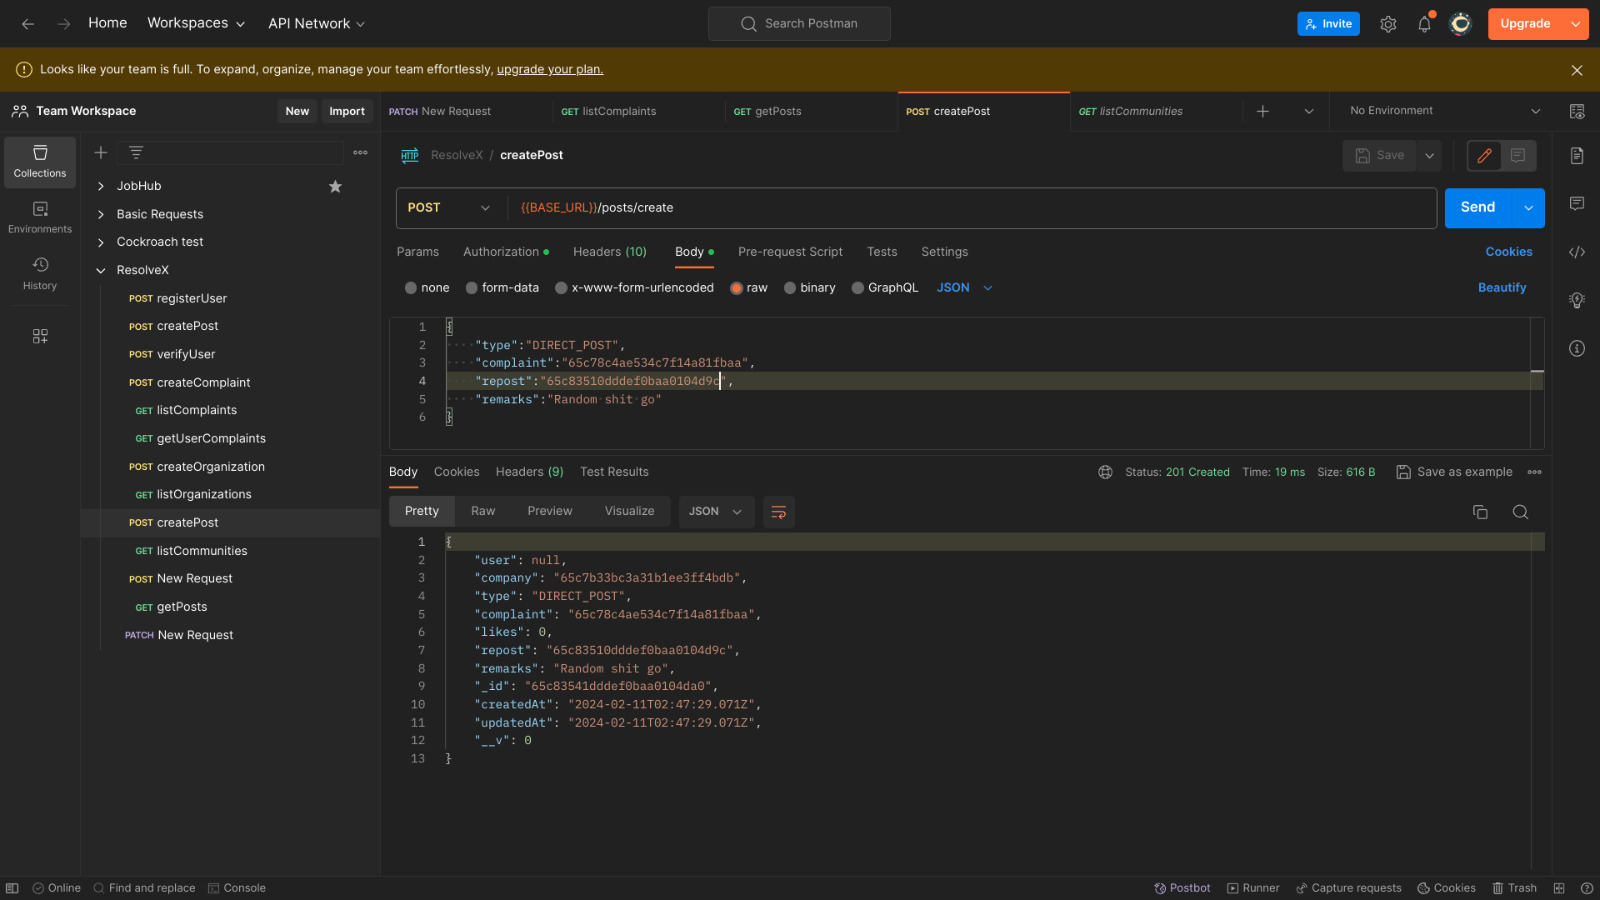 Home
Workspaces
API Network
Search Postman
Invite
Upgrade
Looks like your team is full. To expand, organize, manage your team effortlessly, upgrade your plan.
Team Workspace
New
Import
PATCH New Request
GET listComplaints
GET getPosts
POST createPost
GET listCommunities
No Environment
Collections
Environments
History
JobHub
Basic Requests
Cockroach test
ResolveX
POST registerUser
POST createPost
POST verifyUser
POST createComplaint
GET listComplaints
GET getUserComplaints
POST createOrganization
GET listOrganizations
POST createPost
GET listCommunities
POST New Request
GET getPosts
PATCH New Request
HTTP ResolveX / createPost
Save
POST
{{BASE_URL}}/posts/create
Send
Params
Authorization
Headers (10)
Body
Pre-request Script
Tests
Settings
Cookies
none
form-data
x-www-form-urlencoded
raw
binary
GraphQL
JSON
Beautify
1 {
2 ····"type":"DIRECT_POST",
3 ····"complaint":"65c78c4ae534c7f14a81fbaa",
4 ····"repost":"65c83510dddef0baa0104d9c",
5 ····"remarks":"Random·shit·go"
6 }
Body
Cookies
Headers (9)
Test Results
Status: 201 Created
Time: 19 ms
Size: 616 B
Save as example
Pretty
Raw
Preview
Visualize
JSON
1 {
2 "user": null,
3 "company": "65c7b33bc3a31b1ee3ff4bdb",
4 "type": "DIRECT_POST",
5 "complaint": "65c78c4ae534c7f14a81fbaa",
6 "likes": 0,
7 "repost": "65c83510dddef0baa0104d9c",
8 "remarks": "Random shit go",
9 "_id": "65c83541dddef0baa0104da0",
10 "createdAt": "2024-02-11T02:47:29.071Z",
11 "updatedAt": "2024-02-11T02:47:29.071Z",
12 "__v": 0
13 }
Online
Find and replace
Console
Postbot
Runner
Capture requests
Cookies
Trash